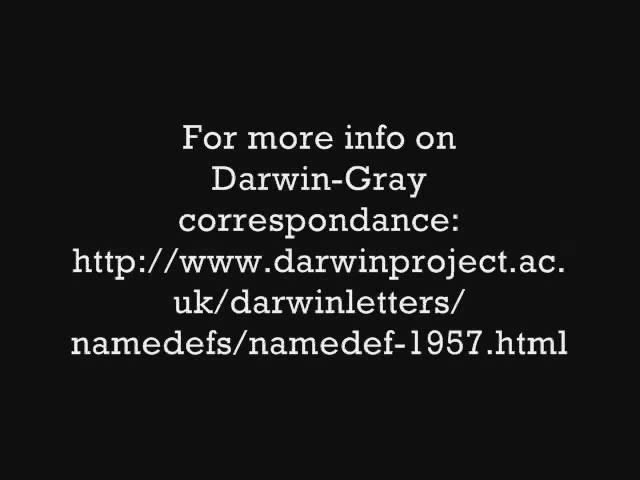 For more info on
Darwin-Gray
correspondance:
http://www.darwinproject.ac.
uk/darwinletters/
namedefs/namedef-1957.html